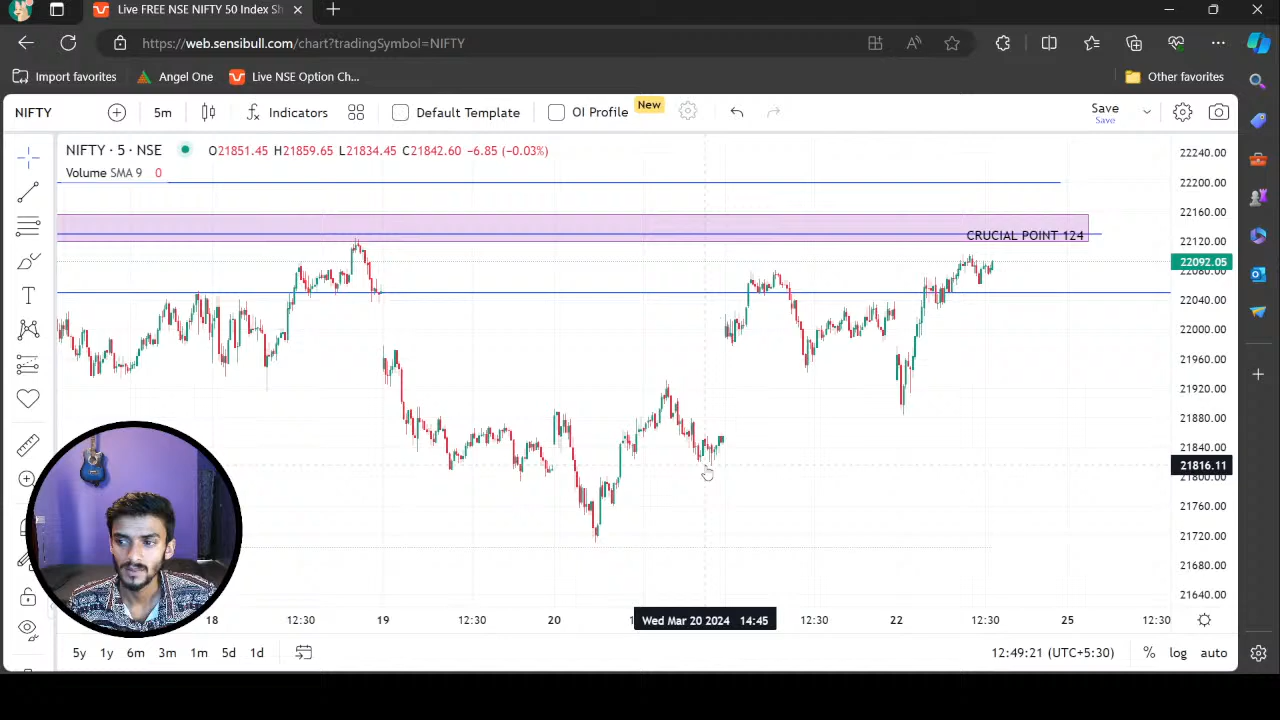 Live FREE NSE NIFTY 50 Index Sh
https://web.sensibull.com/chart?tradingSymbol=NIFTY
Import favorites
Angel One
Live NSE Option Ch...
Other favorites
NIFTY
5m
Indicators
Default Template
OI Profile
New
Save
Save
NIFTY · 5 · NSE
O21851.45 H21859.65 L21834.45 C21842.60 -6.85 (-0.03%)
Volume SMA 9 0
CRUCIAL POINT 124
22240.00
22200.00
22160.00
22120.00
22092.05
22080.00
22040.00
22000.00
21960.00
21920.00
21880.00
21840.00
21816.11
21800.00
21760.00
21720.00
21680.00
21640.00
18
12:30
19
12:30
20
Wed Mar 20 2024 14:45
12:30
22
12:30
25
12:30
5y
1y
6m
3m
1m
5d
1d
12:49:21 (UTC+5:30)
%
log
auto